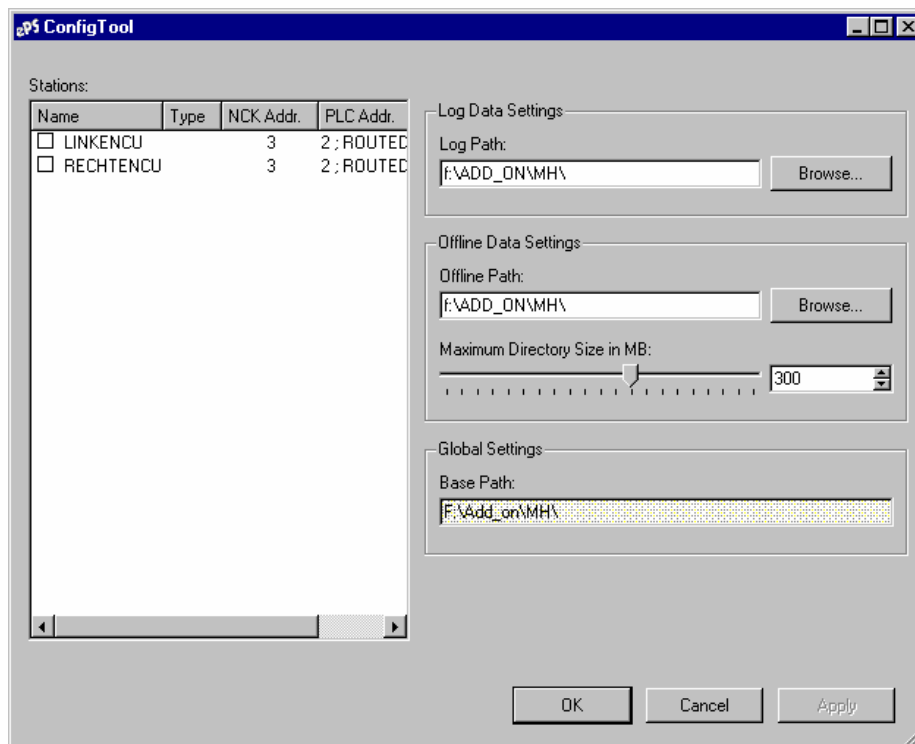 ePS ConfigTool
Stations:
Name Type NCK Addr. PLC Addr.
LINKENCU 3 2 ; ROUTED
RECHTENCU 3 2 ; ROUTED
Log Data Settings
Log Path:
f:\ADD_ON\MH\ Browse...
Offline Data Settings
Offline Path:
f:\ADD_ON\MH\ Browse...
Maximum Directory Size in MB:
300
Global Settings
Base Path:
F:\Add_on\MH\
OK Cancel Apply